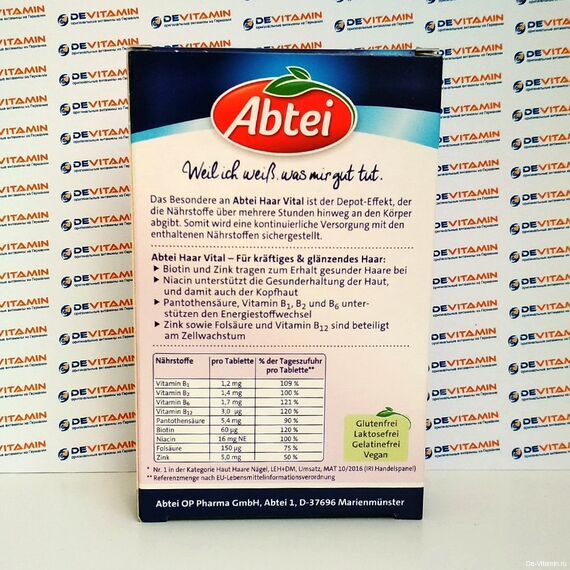 DEVITAMIN
оригинальные витамины из Германии
Abtei
Weil ich weiß, was mir gut tut.
Das Besondere an Abtei Haar Vital ist der Depot-Effekt, der
die Nährstoffe über mehrere Stunden hinweg an den Körper
abgibt. Somit wird eine kontinuierliche Versorgung mit den
enthaltenen Nährstoffen sichergestellt.
Abtei Haar Vital – Für kräftiges & glänzendes Haar:
➤ Biotin und Zink tragen zum Erhalt gesunder Haare bei
➤ Niacin unterstützt die Gesunderhaltung der Haut,
und damit auch der Kopfhaut
➤ Pantothensäure, Vitamin B1, B2 und B6 unter-
stützen den Energiestoffwechsel
➤ Zink sowie Folsäure und Vitamin B12 sind beteiligt
am Zellwachstum
Nährstoffe pro Tablette % der Tageszufuhr
pro Tablette**
Vitamin B1 1,2 mg 109 %
Vitamin B2 1,4 mg 100 %
Vitamin B6 1,7 mg 121 %
Vitamin B12 3,0 µg 120 %
Pantothensäure 5,4 mg 90 %
Biotin 60 µg 120 %
Niacin 16 mg NE 100 %
Folsäure 150 µg 75 %
Zink 5,0 mg 50 %
Glutenfrei
Laktosefrei
Gelatinefrei
Vegan
* Nr. 1 in der Kategorie Haut Haare Nägel, LEH+DM, Umsatz, MAT 10/2016 (IRI Handelspanel)
** Referenzmenge nach EU-Lebensmittelinformationsverordnung
Abtei OP Pharma GmbH, Abtei 1, D-37696 Marienmünster
De-Vitamin.ru